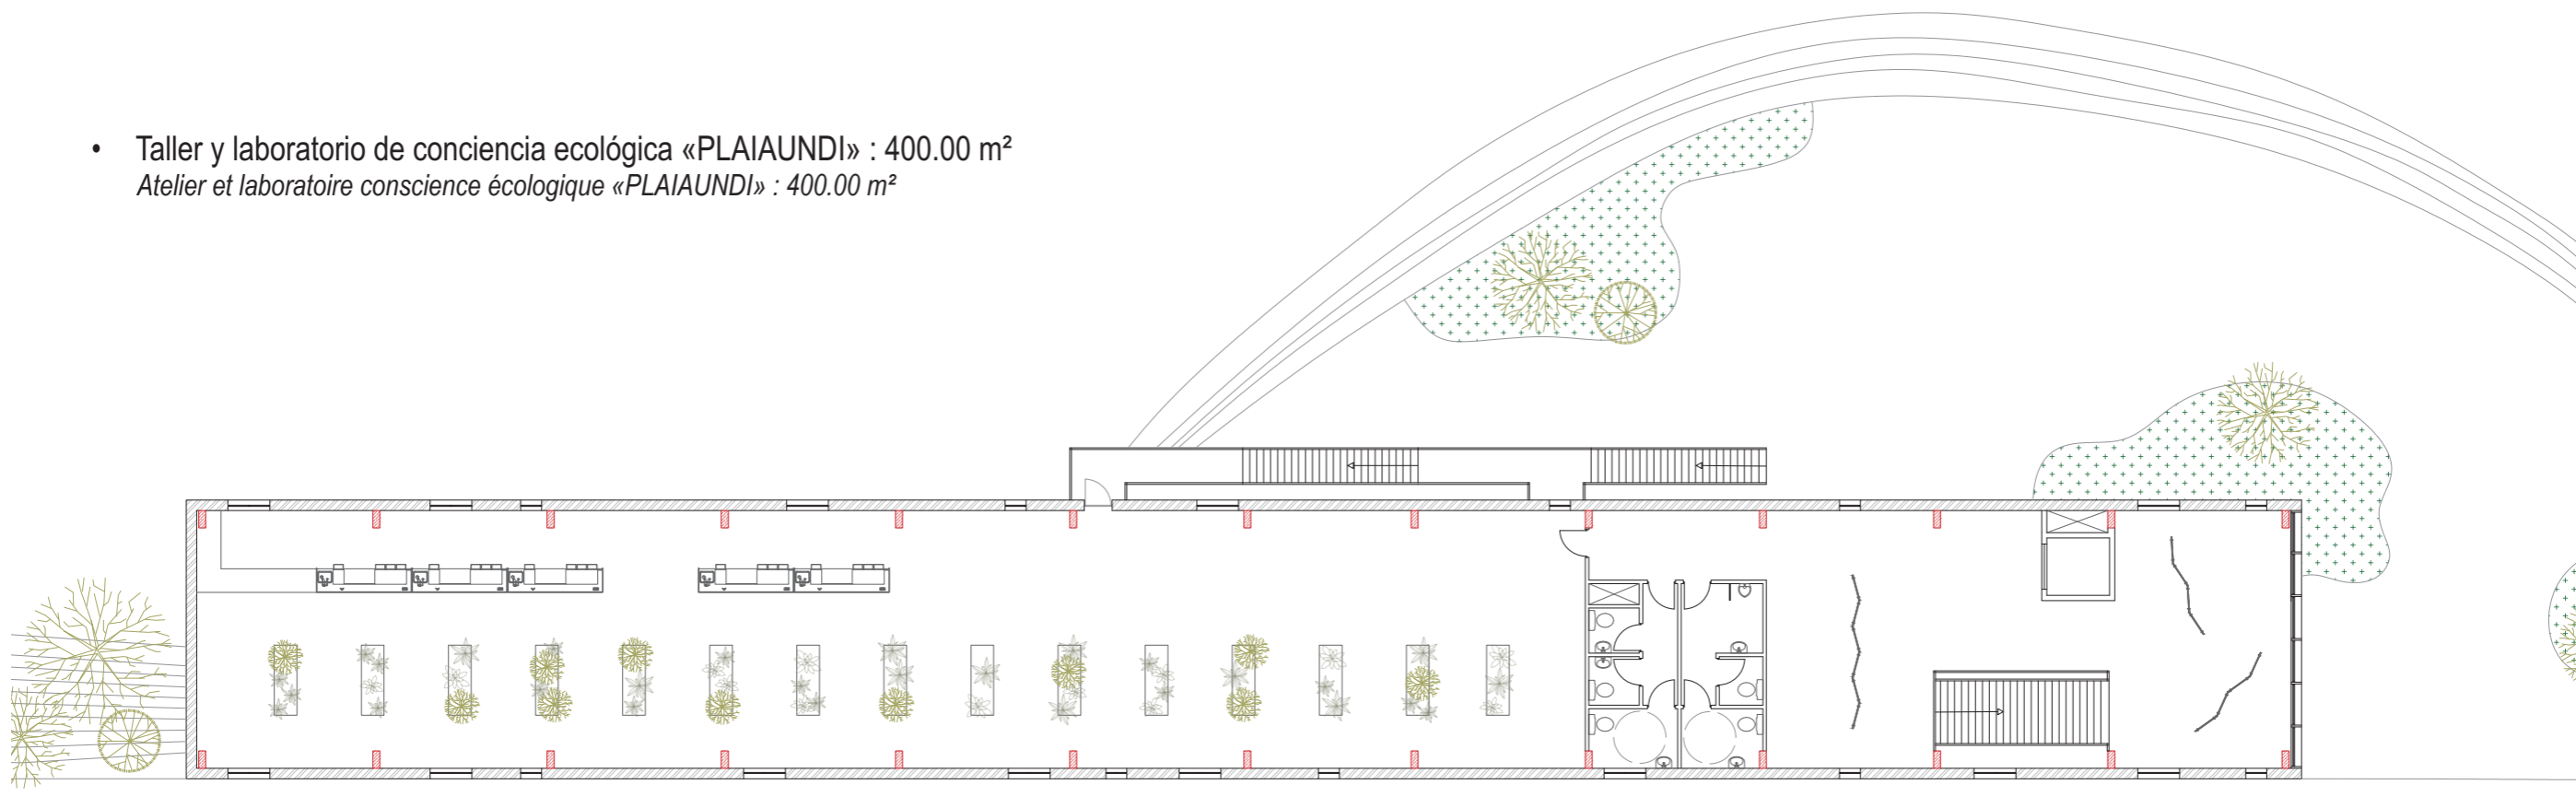 • Taller y laboratorio de conciencia ecológica «PLAIAUNDI» : 400.00 m²
Atelier et laboratoire conscience écologique «PLAIAUNDI» : 400.00 m²